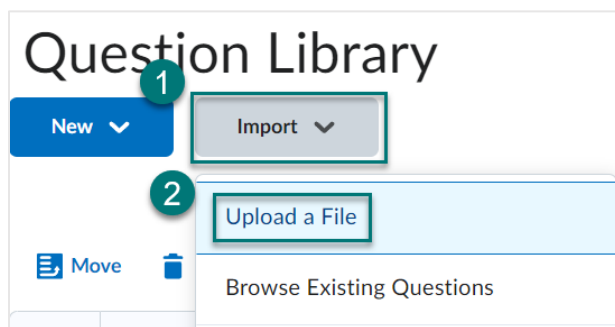 Question Library
1
New
Import
2
Upload a File
Move
Browse Existing Questions